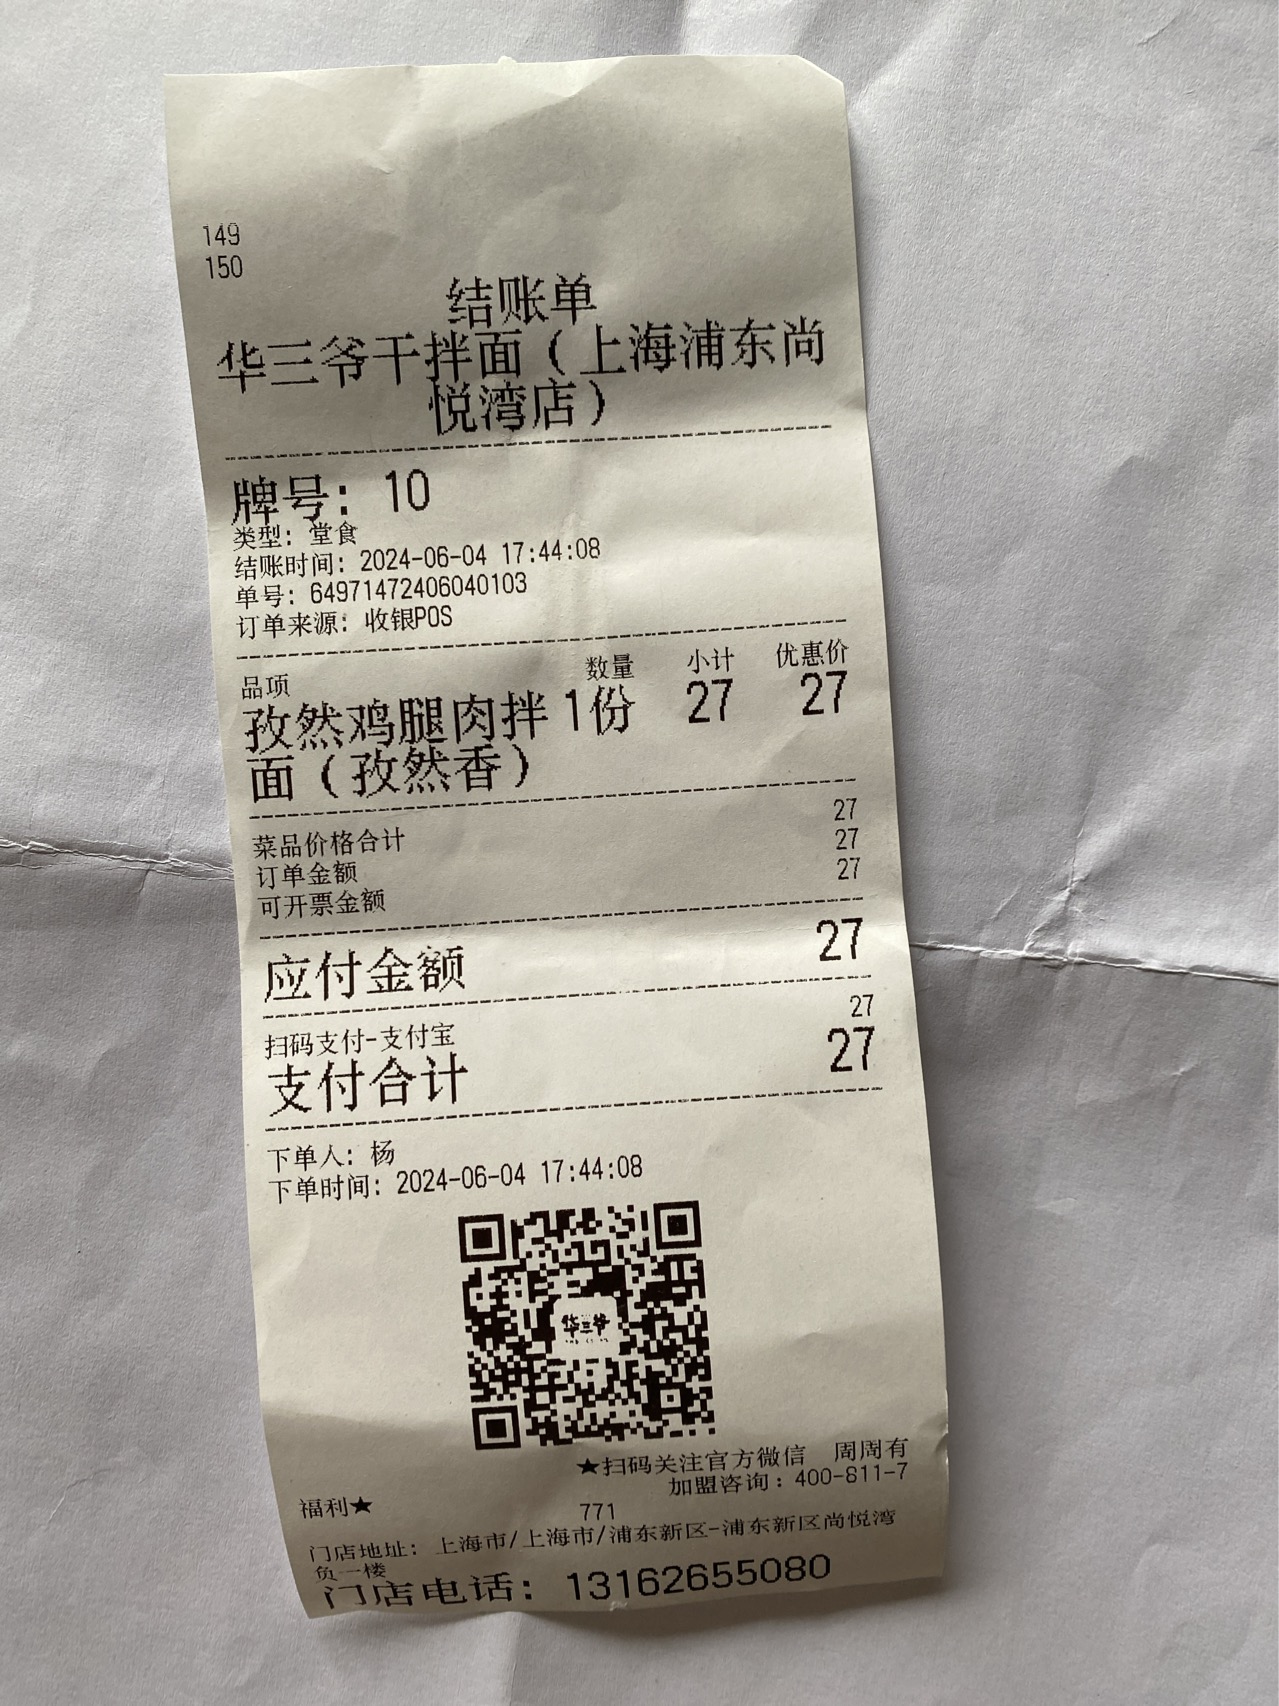 149
150
结账单
华三爷干拌面（上海浦东尚
悦湾店）
牌号：10
类型：堂食
结账时间：2024-06-04 17:44:08
单号：64971472406040103
订单来源：收银POS
品项 数量 小计 优惠价
孜然鸡腿肉拌 1份 27 27
面（孜然香）
菜品价格合计 27
订单金额 27
可开票金额 27
应付金额 27
扫码支付-支付宝 27
支付合计 27
下单人：杨
下单时间：2024-06-04 17:44:08
华三爷
★扫码关注官方微信 周周有
福利★ 加盟咨询：400-811-7
771
门店地址：上海市/上海市/浦东新区-浦东新区尚悦湾
负一楼
门店电话：13162655080